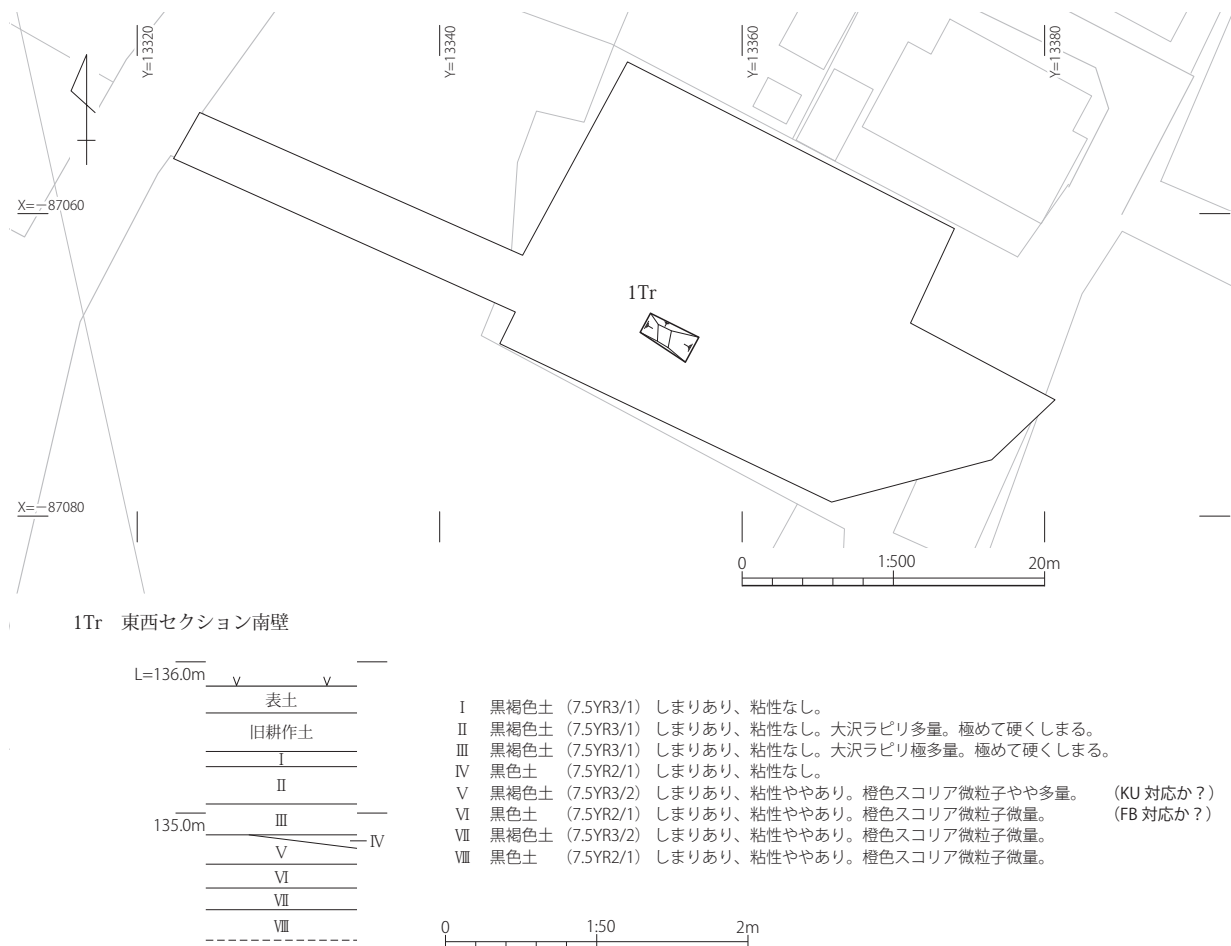 Y=13320
Y=13340
Y=13360
Y=13380
X=−87060
1Tr
X=−87080
0 1:500 20m
1Tr 東西セクション南壁
L=136.0m
表土
旧耕作土
Ⅰ
Ⅱ
135.0m
Ⅲ
Ⅳ
Ⅴ
Ⅵ
Ⅶ
Ⅷ
Ⅰ 黒褐色土 (7.5YR3/1) しまりあり、粘性なし。
Ⅱ 黒褐色土 (7.5YR3/1) しまりあり、粘性なし。大沢ラピリ多量。極めて硬くしまる。
Ⅲ 黒褐色土 (7.5YR3/1) しまりあり、粘性なし。大沢ラピリ極多量。極めて硬くしまる。
Ⅳ 黒色土 (7.5YR2/1) しまりあり、粘性なし。
Ⅴ 黒褐色土 (7.5YR3/2) しまりあり、粘性ややあり。橙色スコリア微粒子やや多量。 (KU 対応か？)
Ⅵ 黒色土 (7.5YR2/1) しまりあり、粘性ややあり。橙色スコリア微粒子微量。 (FB 対応か？)
Ⅶ 黒褐色土 (7.5YR3/2) しまりあり、粘性ややあり。橙色スコリア微粒子微量。
Ⅷ 黒色土 (7.5YR2/1) しまりあり、粘性ややあり。橙色スコリア微粒子微量。
0 1:50 2m